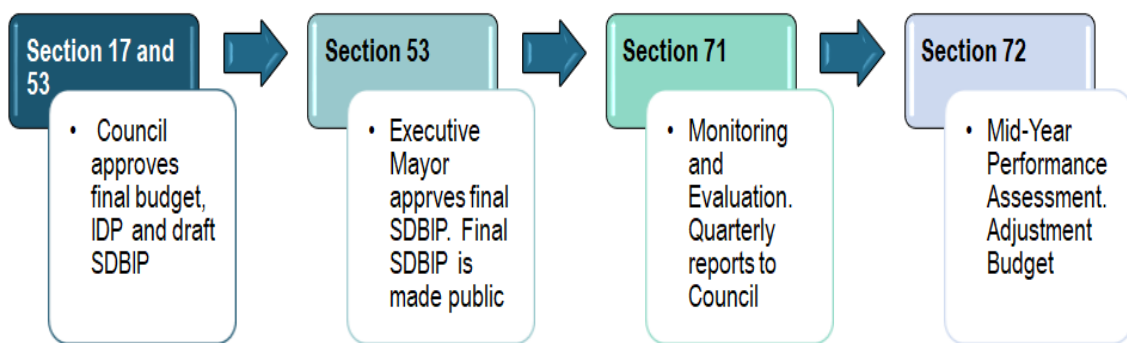 Section 17 and
53
• Council
approves
final budget,
IDP and draft
SDBIP
Section 53
• Executive
Mayor
apprves final
SDBIP. Final
SDBIP is
made public
Section 71
• Monitoring
and
Evaluation.
Quarterly
reports to
Council
Section 72
• Mid-Year
Performance
Assessment.
Adjustment
Budget